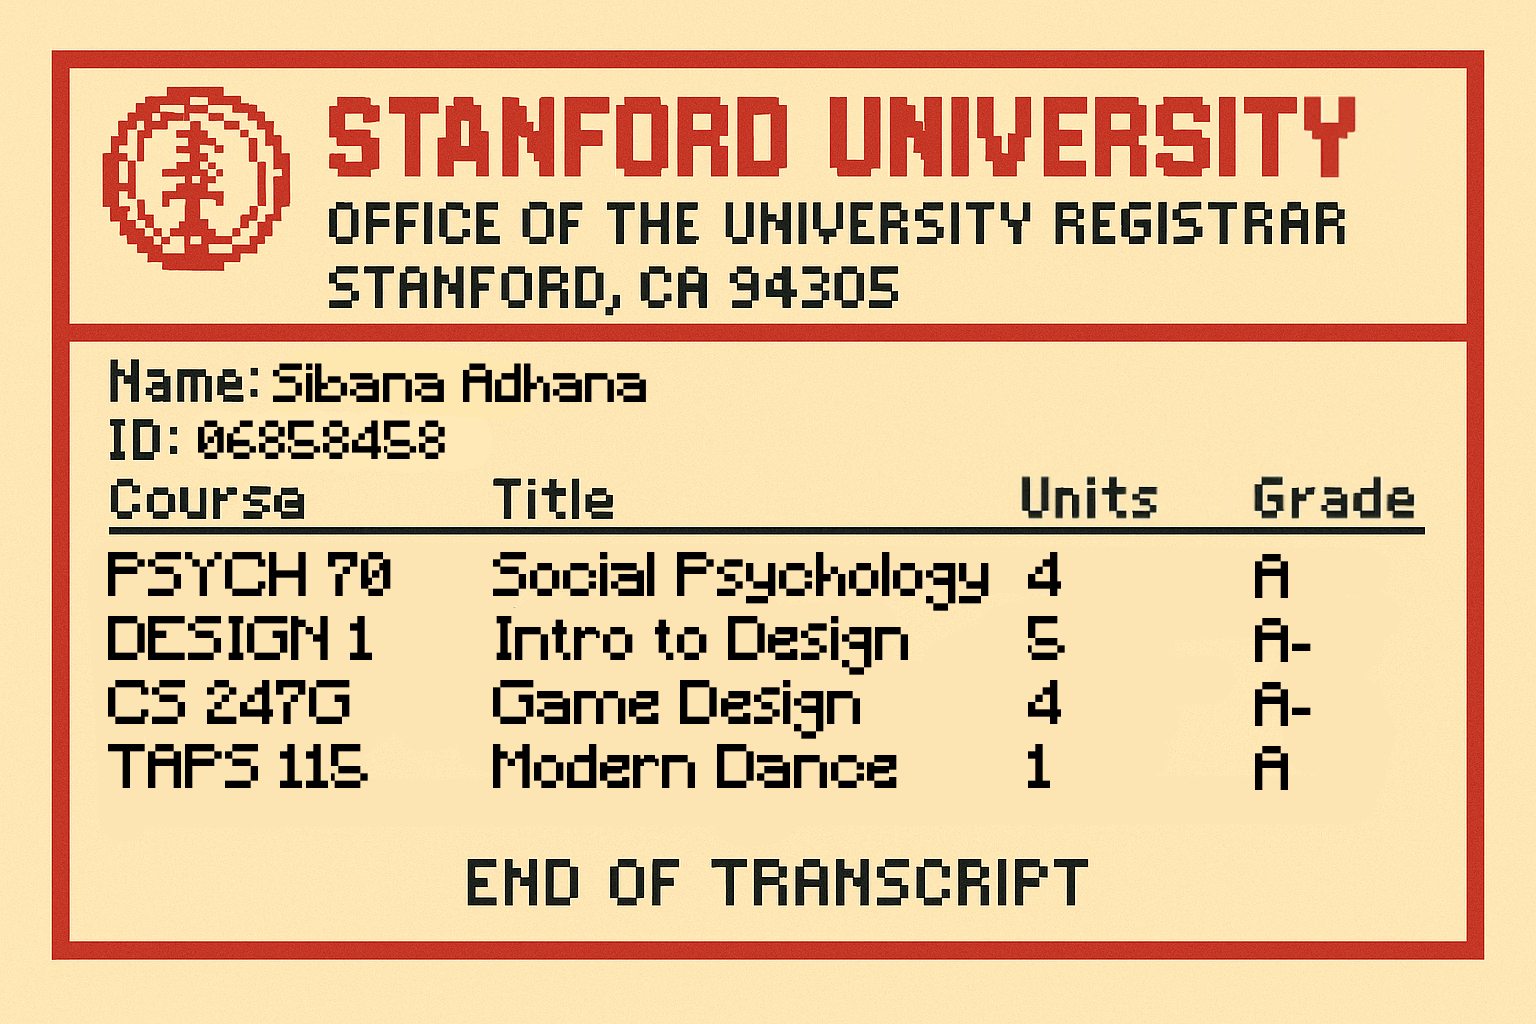 STANFORD UNIVERSITY
OFFICE OF THE UNIVERSITY REGISTRAR
STANFORD, CA 94305
Name: Sibana Adhana
ID: 06858458
Course Title Units Grade
PSYCH 70 Social Psychology 4 A
DESIGN 1 Intro to Design 5 A-
CS 247G Game Design 4 A-
TAPS 115 Modern Dance 1 A
END OF TRANSCRIPT